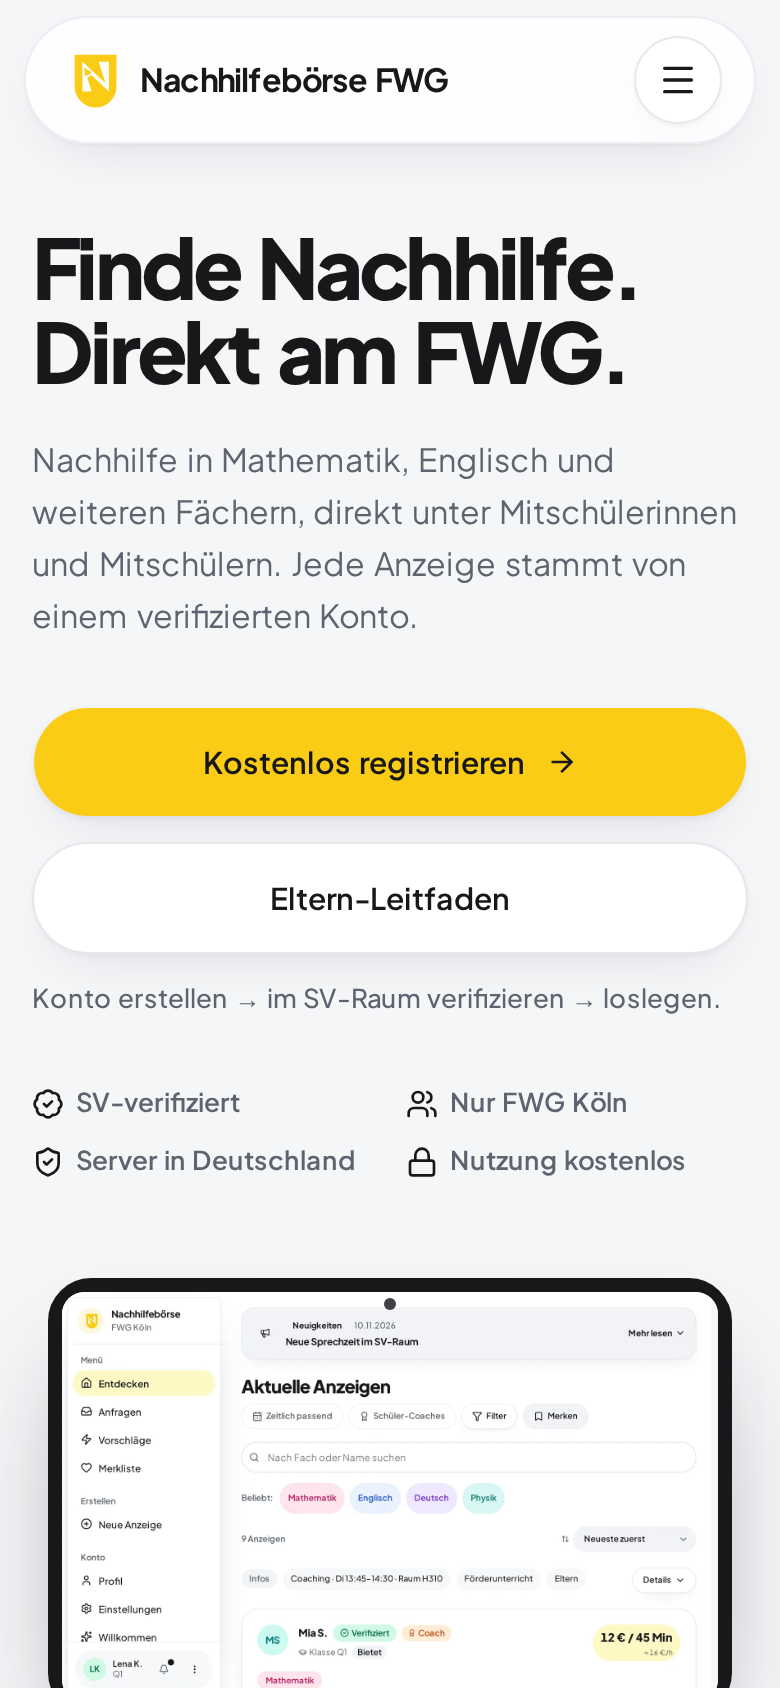 Nachhilfebörse FWG
Finde Nachhilfe.
Direkt am FWG.
Nachhilfe in Mathematik, Englisch und
weiteren Fächern, direkt unter Mitschülerinnen
und Mitschülern. Jede Anzeige stammt von
einem verifizierten Konto.
Kostenlos registrieren →
Eltern-Leitfaden
Konto erstellen → im SV-Raum verifizieren → loslegen.
SV-verifiziert
Nur FWG Köln
Server in Deutschland
Nutzung kostenlos
Nachhilfebörse
FWG Köln
Menü
Entdecken
Anfragen
Vorschläge
Merkliste
Erstellen
Neue Anzeige
Konto
Profil
Einstellungen
Willkommen
LK
Lena K.
Q1
Neuigkeiten 10.11.2026
Neue Sprechzeit im SV-Raum
Mehr lesen
Aktuelle Anzeigen
Zeitlich passend
Schüler-Coaches
Filter
Merken
Nach Fach oder Name suchen
Beliebt: Mathematik Englisch Deutsch Physik
9 Anzeigen
Neueste zuerst
Infos
Coaching · Di 13:45–14:30 · Raum H310
Förderunterricht
Eltern
Details
MS
Mia S. Verifiziert Coach
Klasse Q1 Bietet
12 € / 45 Min
≈ 16 €/h
Mathematik